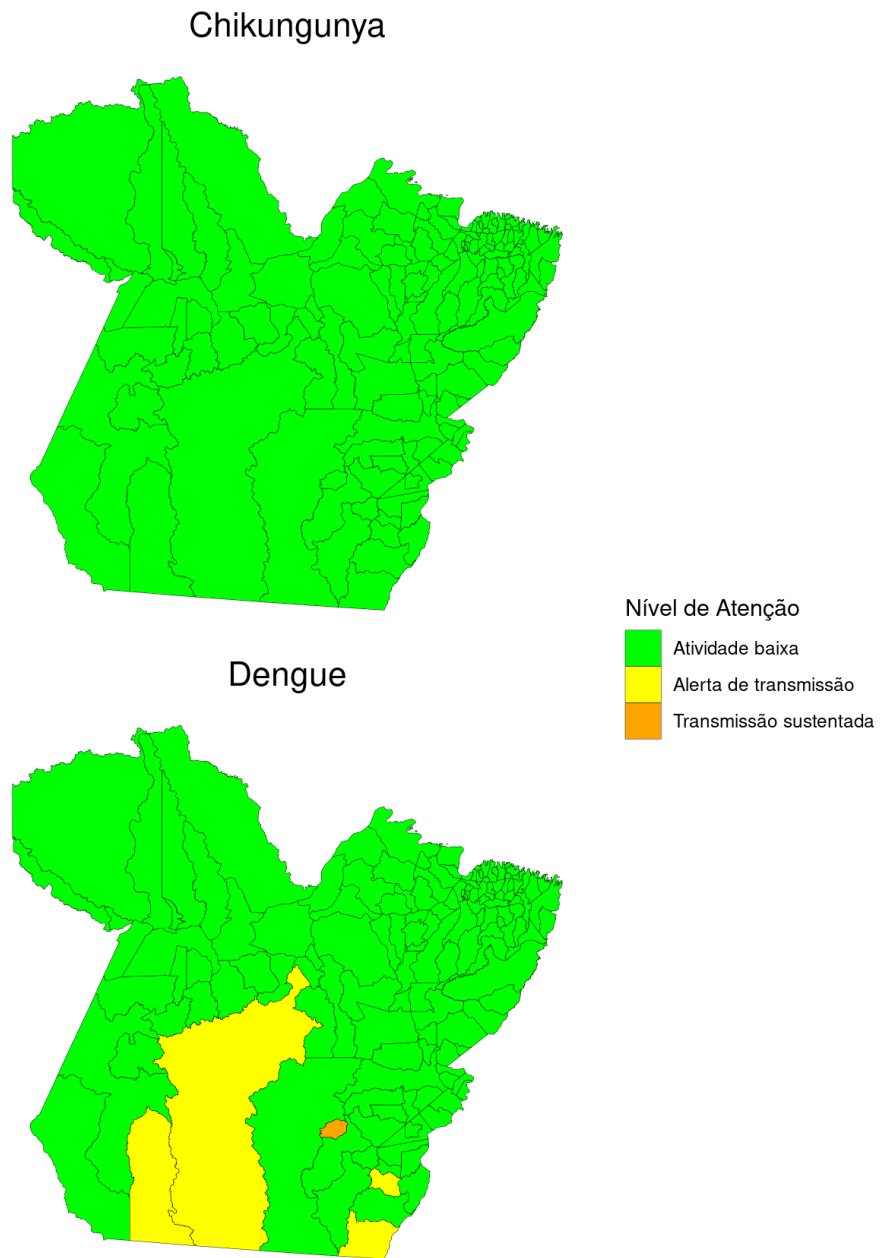 Chikungunya
Nível de Atenção
Atividade baixa
Alerta de transmissão
Transmissão sustentada
Dengue